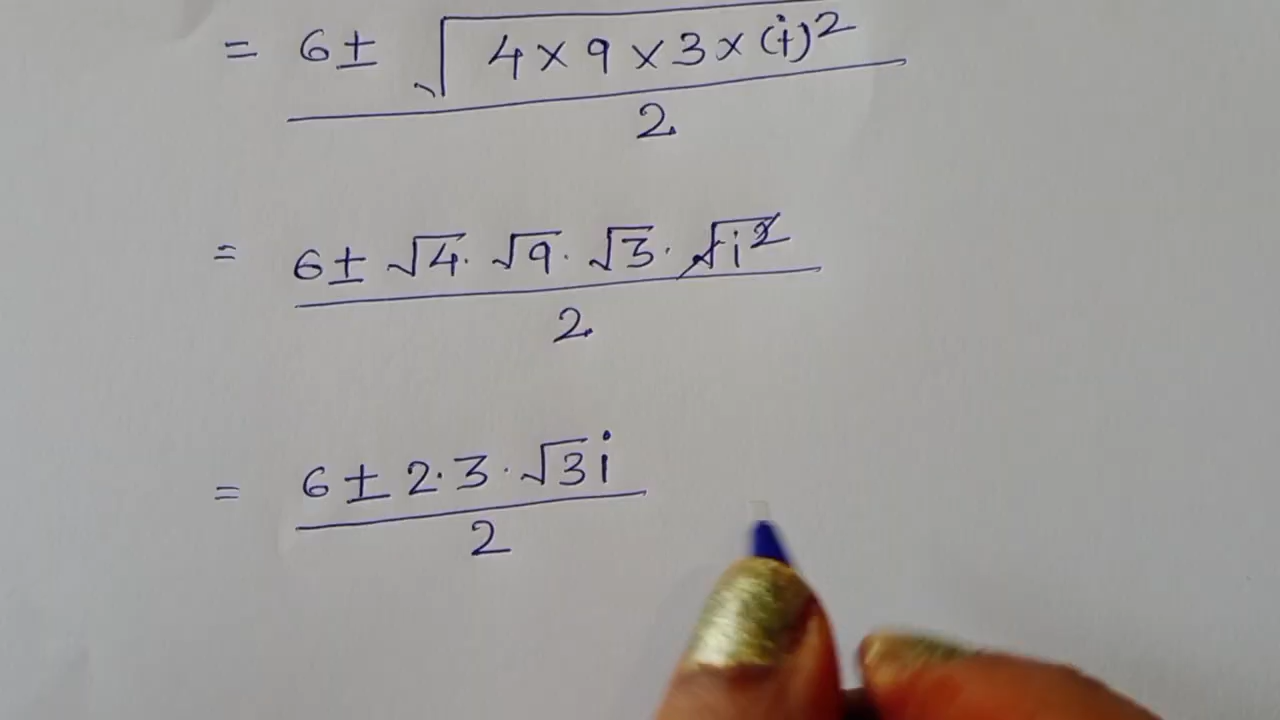 = 6 ± √4 × 9 × 3 × (i)²
2
= 6 ± √4 · √9 · √3 · √i²
2
= 6 ± 2 · 3 · √3 i
2